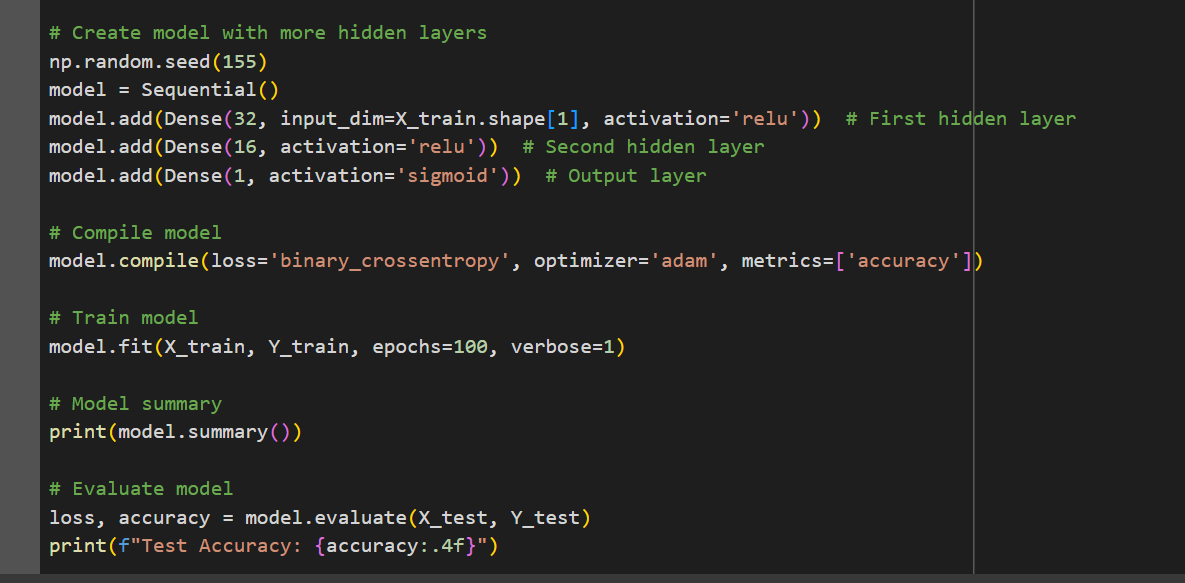 # Create model with more hidden layers
np.random.seed(155)
model = Sequential()
model.add(Dense(32, input_dim=X_train.shape[1], activation='relu'))  # First hidden layer
model.add(Dense(16, activation='relu'))  # Second hidden layer
model.add(Dense(1, activation='sigmoid'))  # Output layer
# Compile model
model.compile(loss='binary_crossentropy', optimizer='adam', metrics=['accuracy'])
# Train model
model.fit(X_train, Y_train, epochs=100, verbose=1)
# Model summary
print(model.summary())
# Evaluate model
loss, accuracy = model.evaluate(X_test, Y_test)
print(f"Test Accuracy: {accuracy:.4f}")